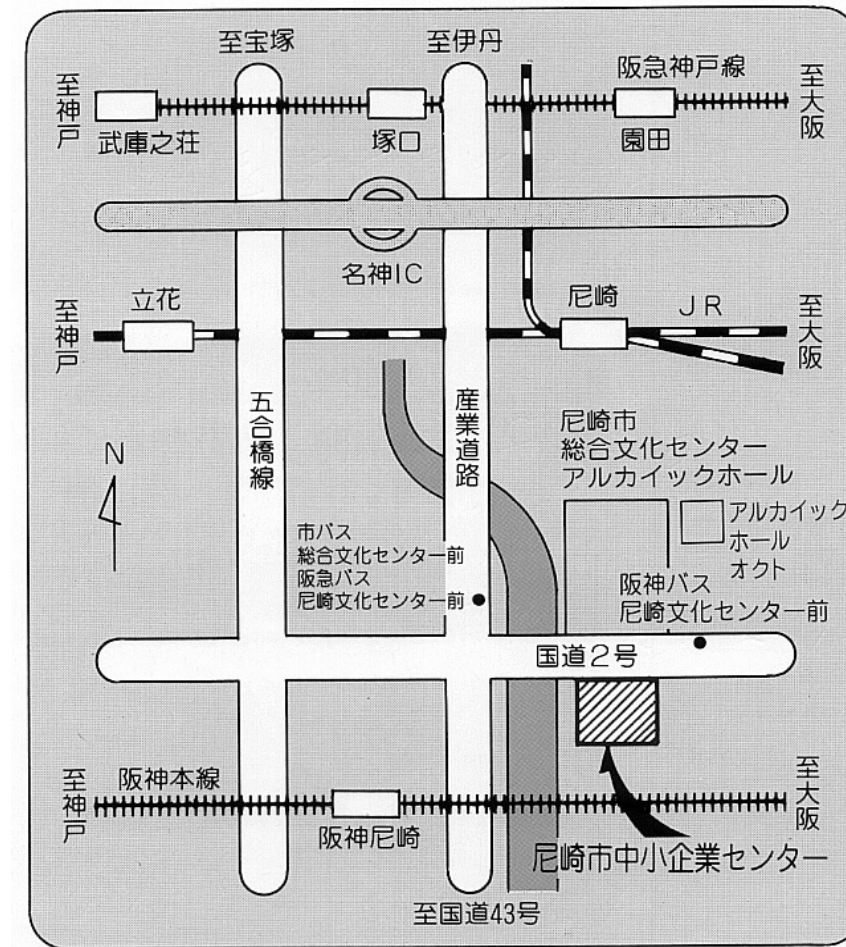 至宝塚
至伊丹
阪急神戸線
至神戸
至大阪
武庫之荘
塚口
園田
名神IC
至神戸
立花
尼崎
JR
至大阪
五合橋線
産業道路
尼崎市
総合文化センター
アルカイックホール
N
アルカイック
ホール
オクト
市バス
総合文化センター前
阪急バス
尼崎文化センター前
阪神バス
尼崎文化センター前
国道2号
至神戸
阪神本線
至大阪
阪神尼崎
尼崎市中小企業センター
至国道43号